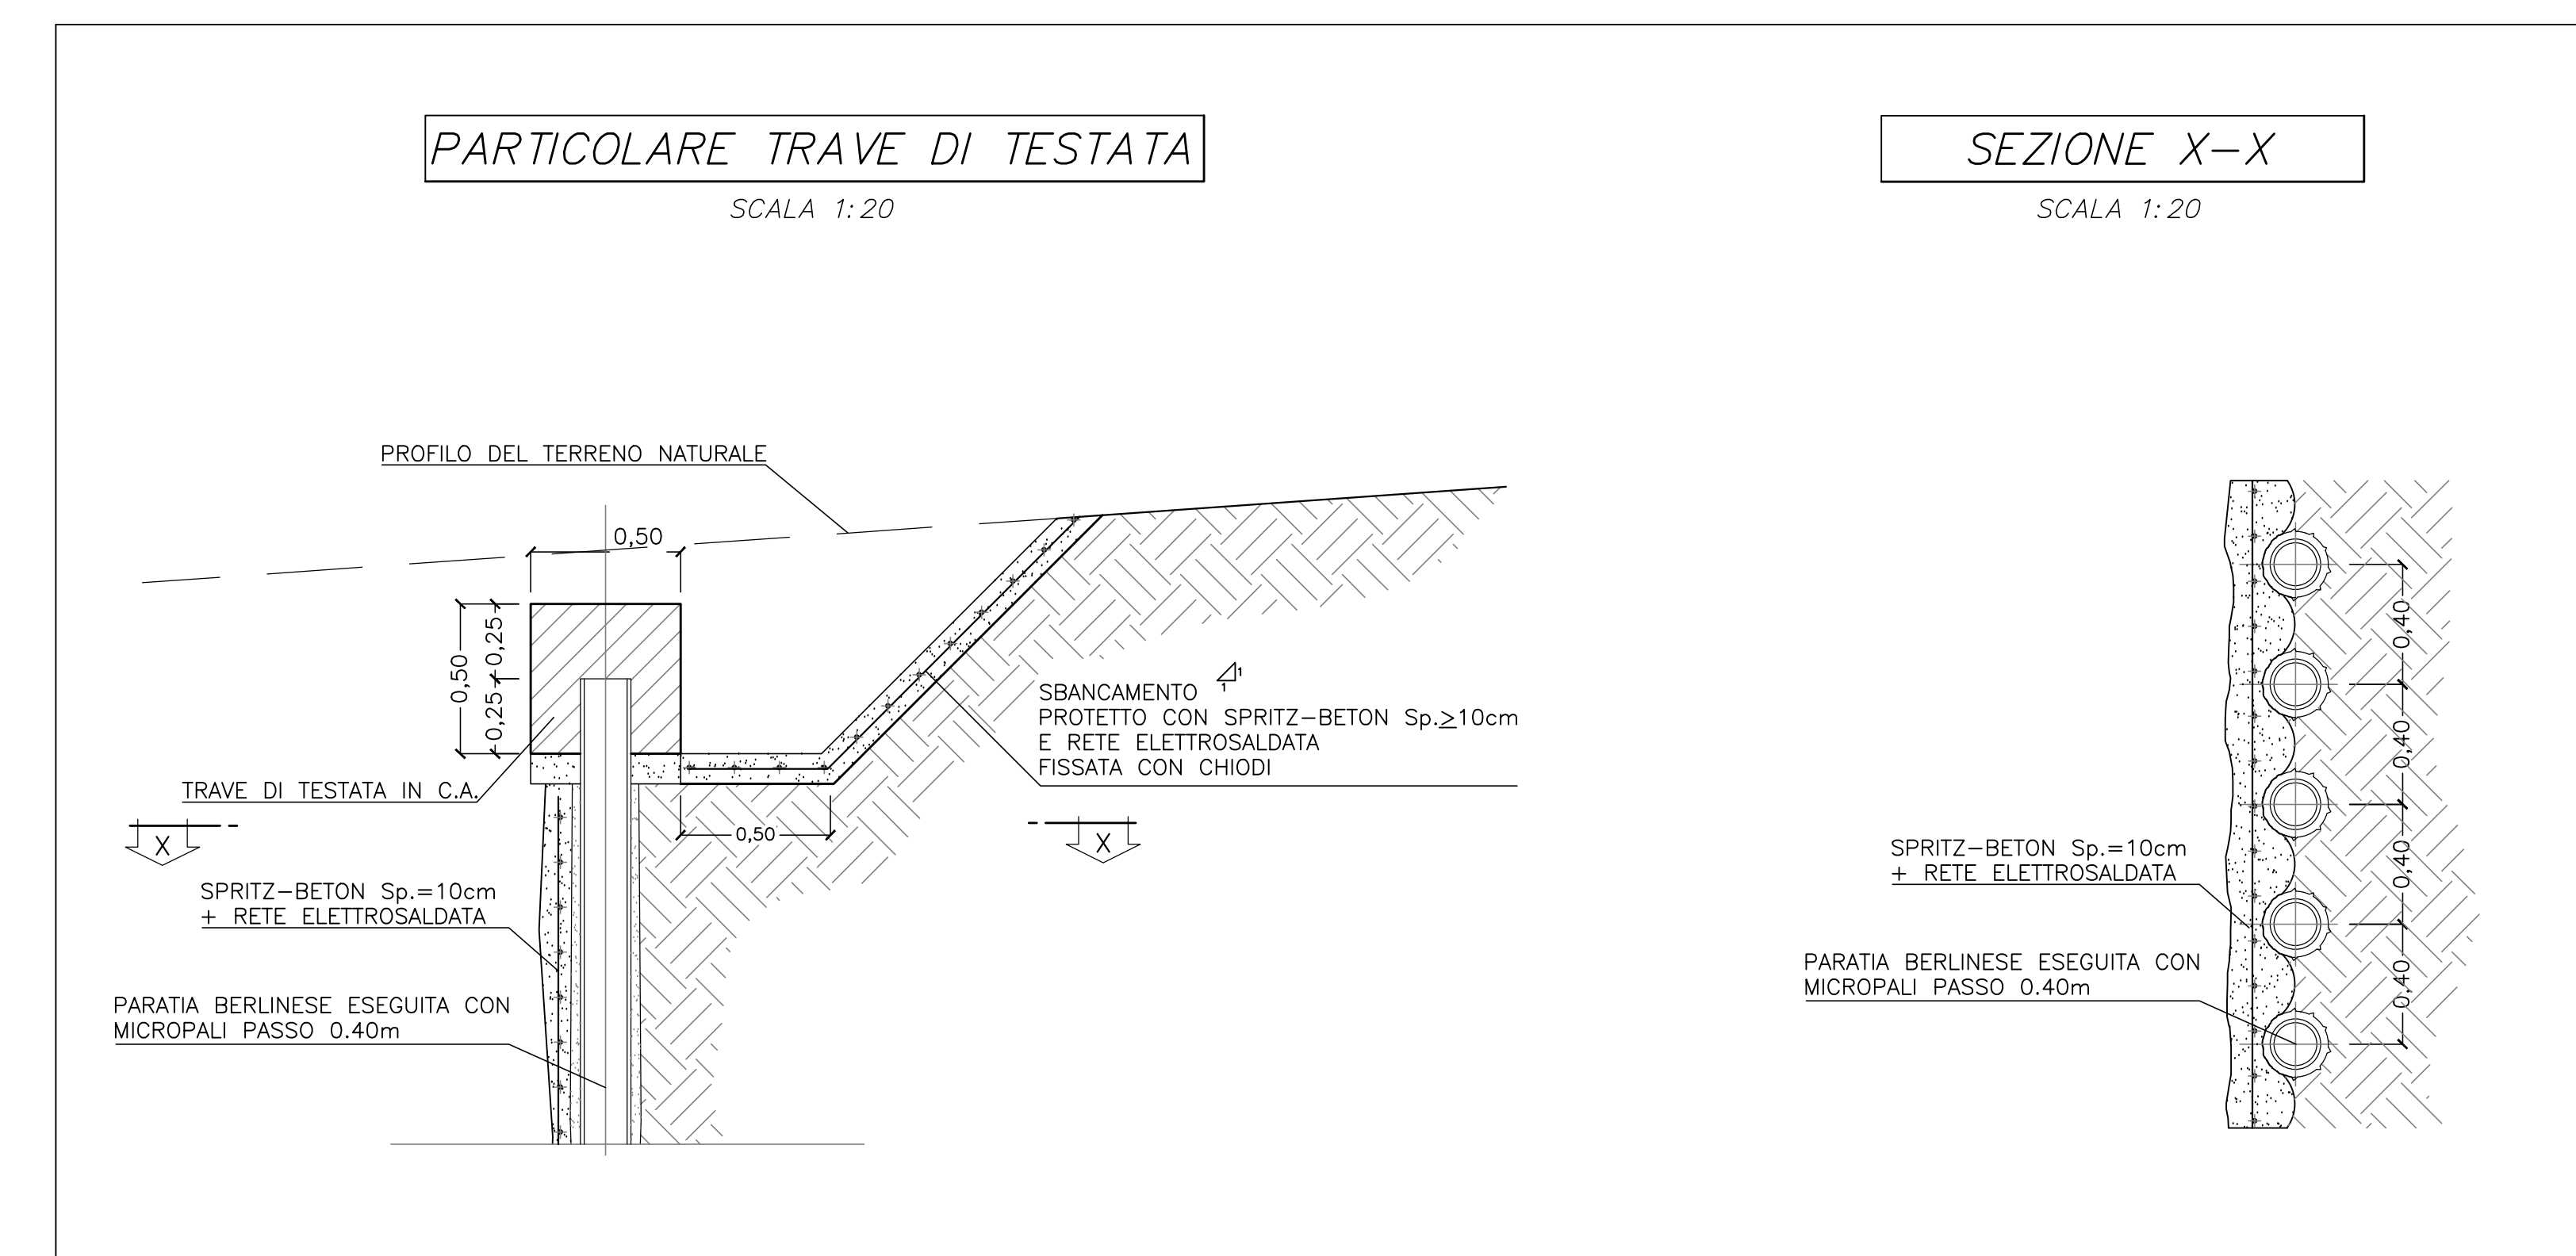 PARTICOLARE TRAVE DI TESTATA
SCALA 1:20
PROFILO DEL TERRENO NATURALE
0,50
0,50
0,25
0,25
TRAVE DI TESTATA IN C.A.
SBANCAMENTO 1 1
PROTETTO CON SPRITZ-BETON Sp.≥10cm
E RETE ELETTROSALDATA
FISSATA CON CHIODI
0,50
X
X
SPRITZ-BETON Sp.=10cm
+ RETE ELETTROSALDATA
PARATIA BERLINESE ESEGUITA CON
MICROPALI PASSO 0.40m
SEZIONE X-X
SCALA 1:20
0,40
0,40
0,40
0,40
SPRITZ-BETON Sp.=10cm
+ RETE ELETTROSALDATA
PARATIA BERLINESE ESEGUITA CON
MICROPALI PASSO 0.40m